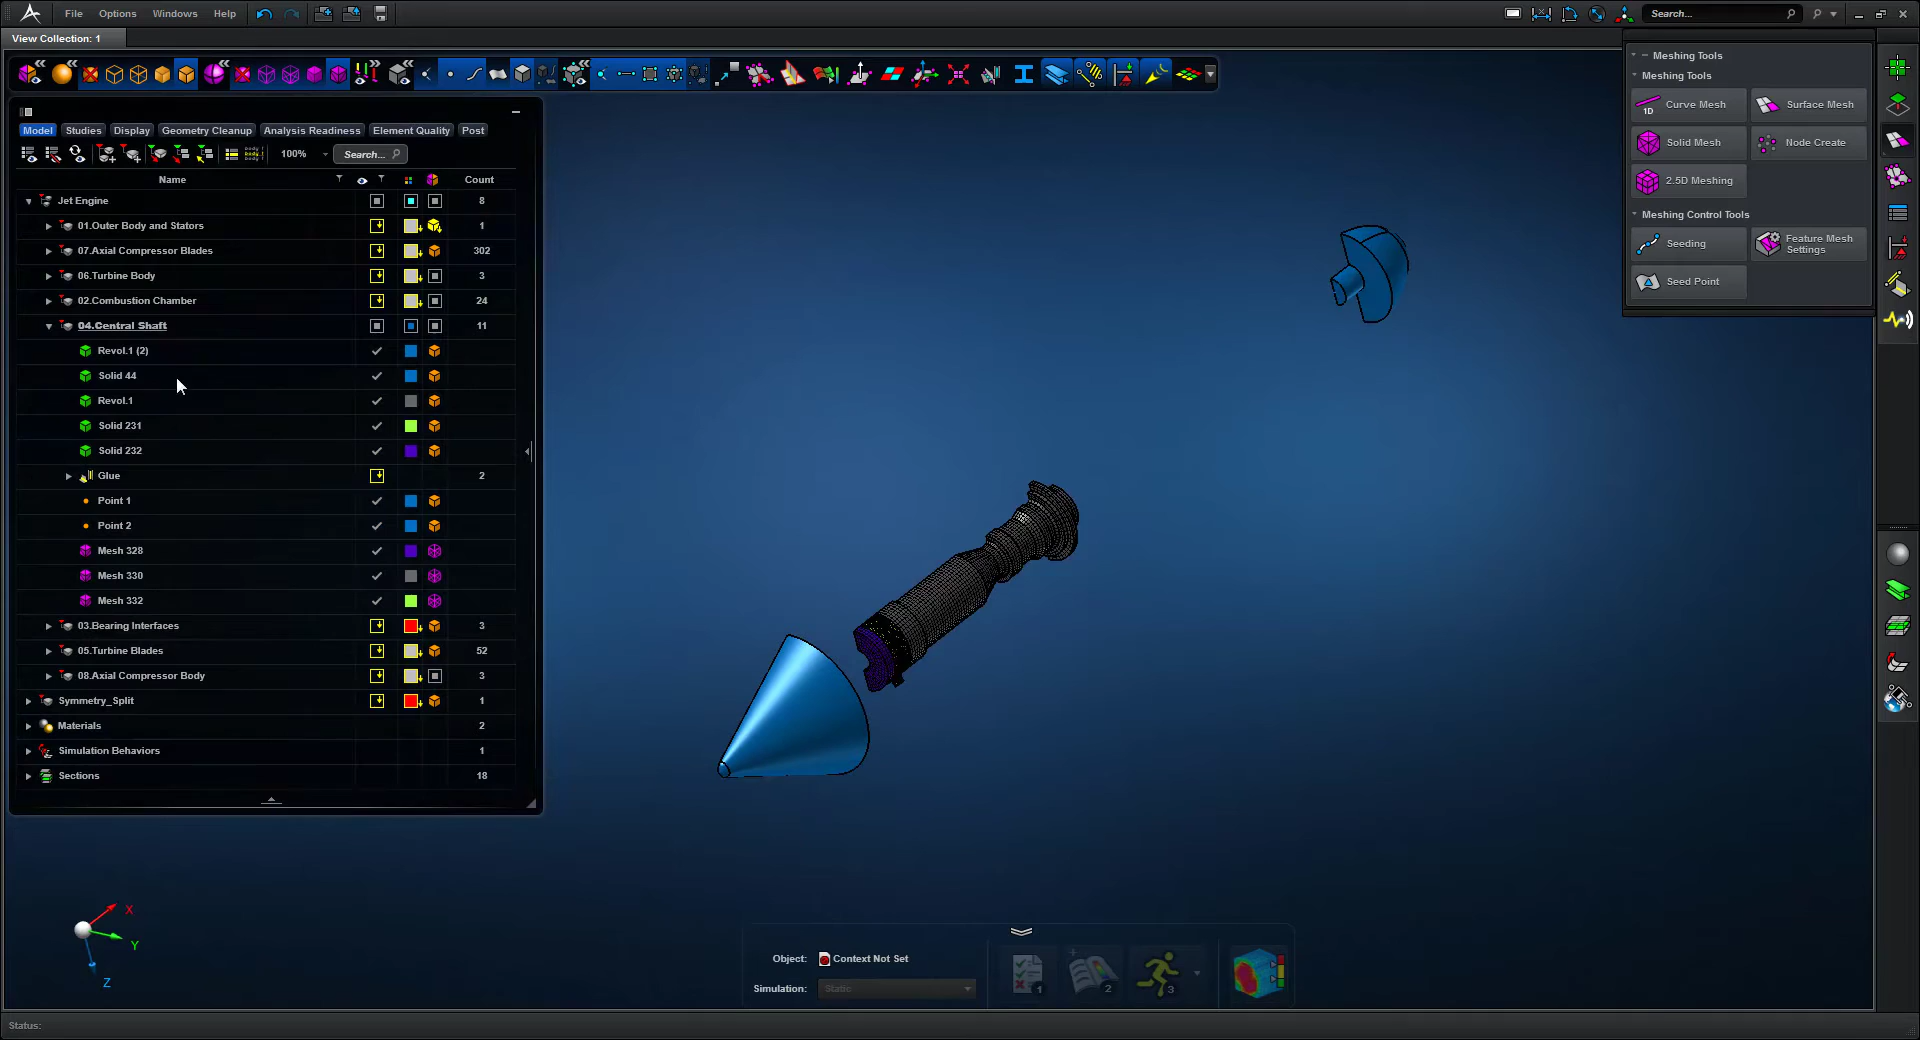 File Options Windows Help Search...
View Collection: 1
Model Studies Display Geometry Cleanup Analysis Readiness Element Quality Post
100% Search...
Name Count
Jet Engine 8
01.Outer Body and Stators 1
07.Axial Compressor Blades 302
06.Turbine Body 3
02.Combustion Chamber 24
04.Central Shaft 11
Revol.1 (2)
Solid 44
Revol.1
Solid 231
Solid 232
Glue 2
Point 1
Point 2
Mesh 328
Mesh 330
Mesh 332
03.Bearing Interfaces 3
05.Turbine Blades 52
08.Axial Compressor Body 3
Symmetry_Split 1
Materials 2
Simulation Behaviors 1
Sections 18
Meshing Tools
Meshing Tools
1D Curve Mesh Surface Mesh
Solid Mesh Node Create
2.5D Meshing
Meshing Control Tools
Seeding Feature Mesh Settings
Seed Point
X
Y
Z
Object: Context Not Set
Simulation: Static
1 2 3
Status: